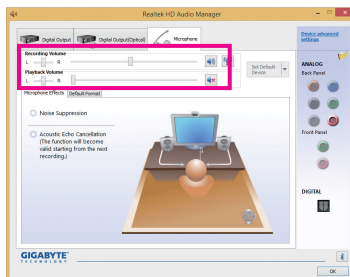 Realtek HD Audio Manager
Digital Output
Digital Output(Optical)
Microphone
Device advanced
settings
Recording Volume
L
R
Playback Volume
L
R
Set Default
Device
ANALOG
Back Panel
Microphone Effects
Default Format
Noise Suppression
Acoustic Echo Cancellation
(The function will become
valid starting from the next
recording.)
Front Panel
DIGITAL
GIGABYTE
TECHNOLOGY
OK